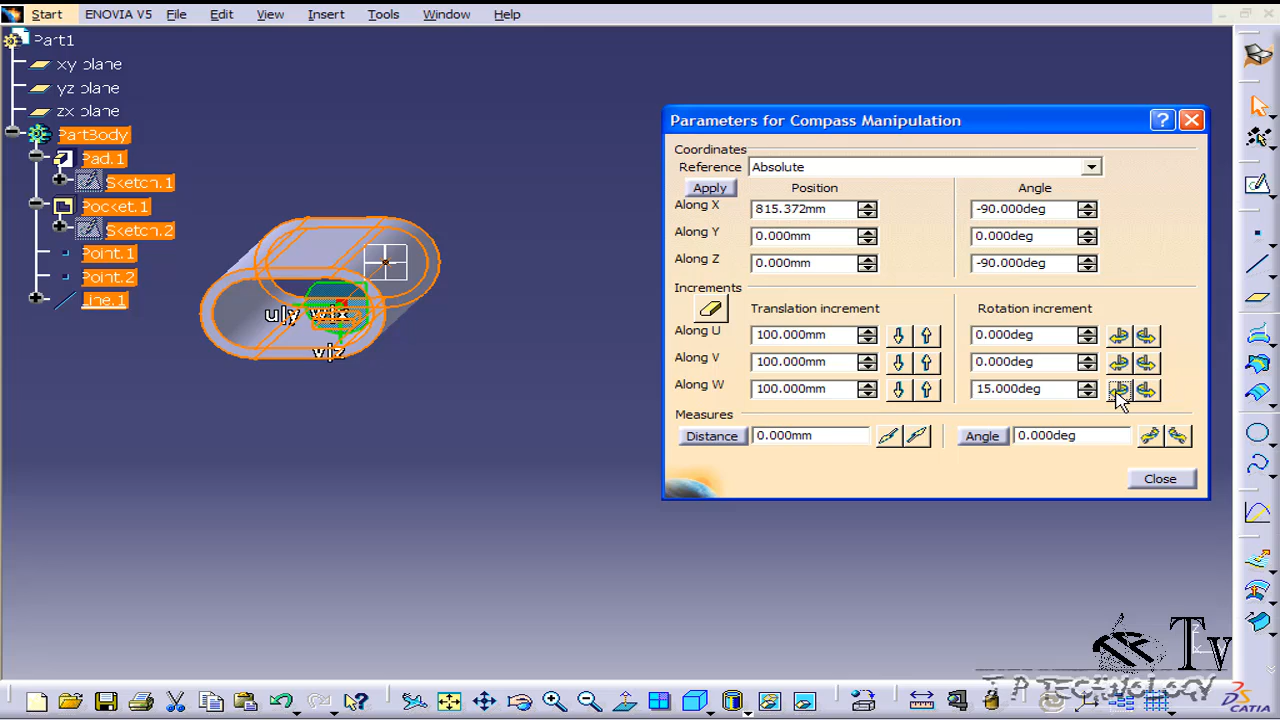 Start ENOVIA V5 File Edit View Insert Tools Window Help
Part1
xy plane
yz plane
zx plane
PartBody
Pad.1
Sketch.1
Pocket.1
Sketch.2
Point.1
Point.2
Line.1
u|y w|x
v|z
Parameters for Compass Manipulation
Coordinates
Reference Absolute
Apply Position Angle
Along X 815.372mm -90.000deg
Along Y 0.000mm 0.000deg
Along Z 0.000mm -90.000deg
Increments
Translation increment Rotation increment
Along U 100.000mm 0.000deg
Along V 100.000mm 0.000deg
Along W 100.000mm 15.000deg
Measures
Distance 0.000mm Angle 0.000deg
Close
Tv
TECHNOLOGY
CATIA